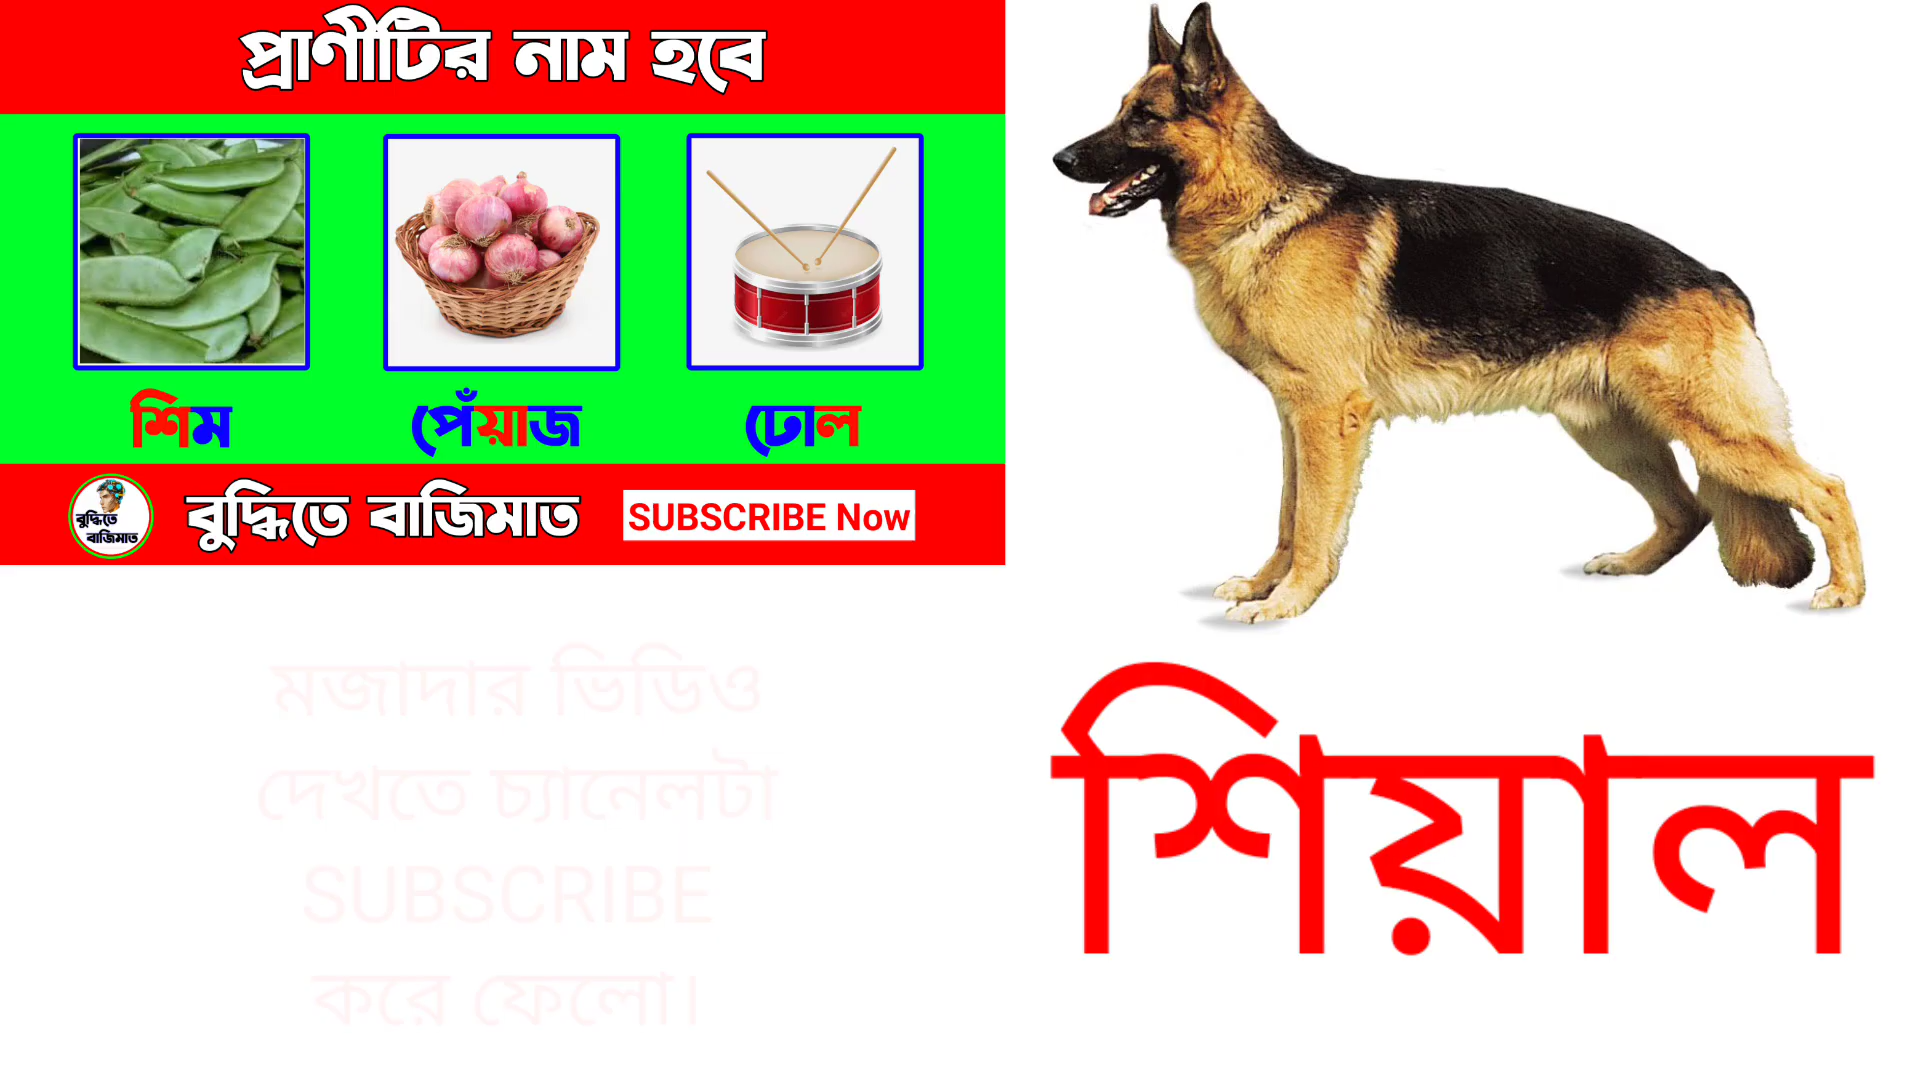 প্রাণীটির নাম হবে
শিম
পেঁয়াজ
ঢোল
বুদ্ধিতে
বাজিমাত
বুদ্ধিতে বাজিমাত
SUBSCRIBE Now
মজাদার ভিডিও
দেখতে চ্যানেলটা
SUBSCRIBE
করে ফেলো।
শিয়াল